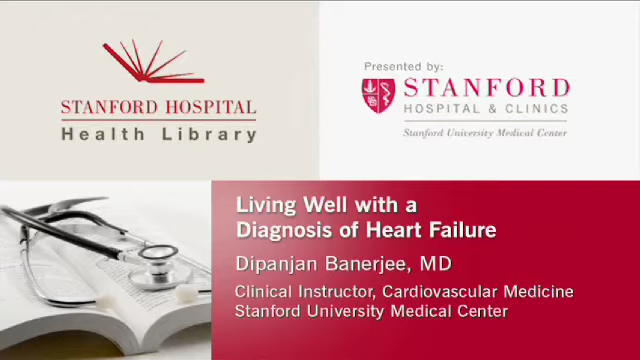 STANFORD HOSPITAL
Health Library
Presented by:
STANFORD
HOSPITAL & CLINICS
Stanford University Medical Center
Living Well with a
Diagnosis of Heart Failure
Dipanjan Banerjee, MD
Clinical Instructor, Cardiovascular Medicine
Stanford University Medical Center